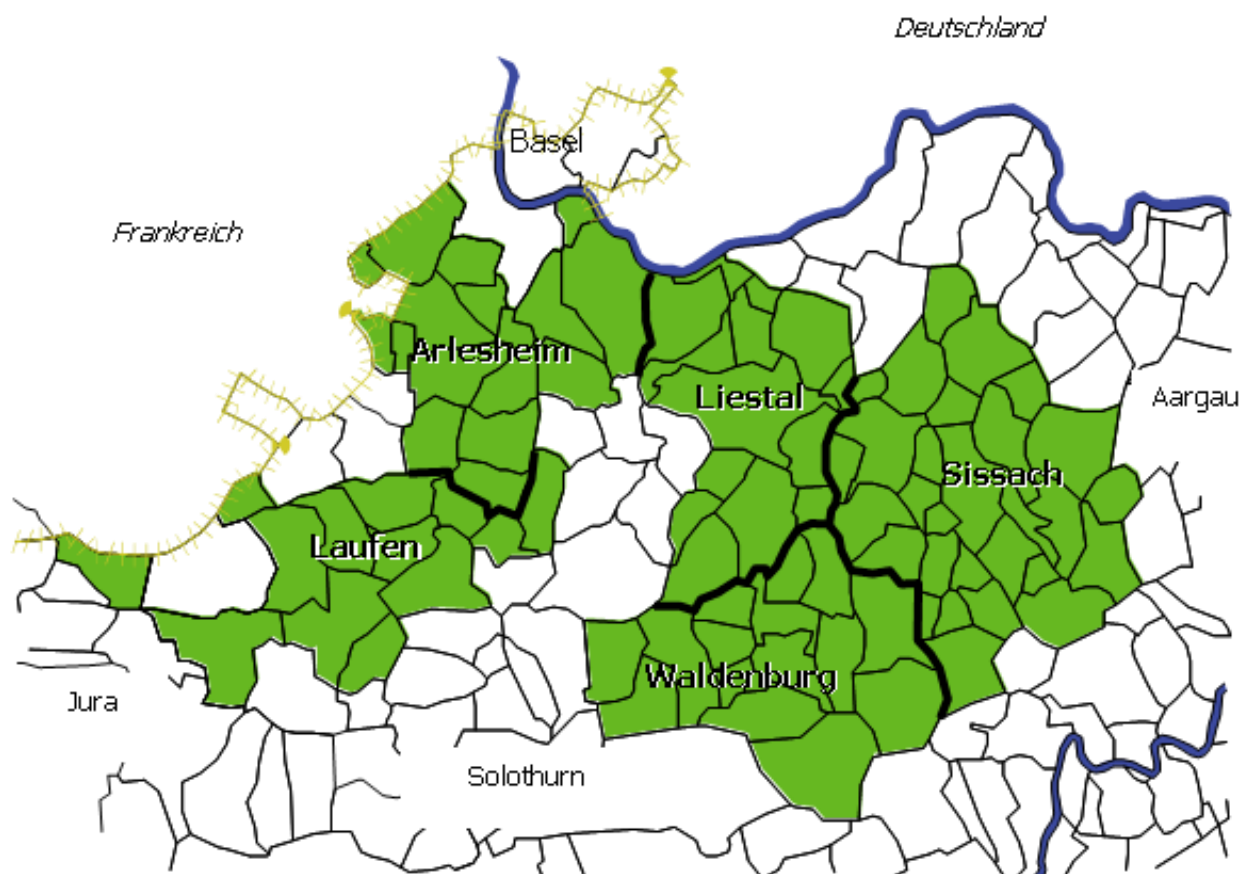 Deutschland
Basel
Frankreich
Arlesheim
Liestal
Aargau
Sissach
Laufen
Waldenburg
Jura
Solothurn